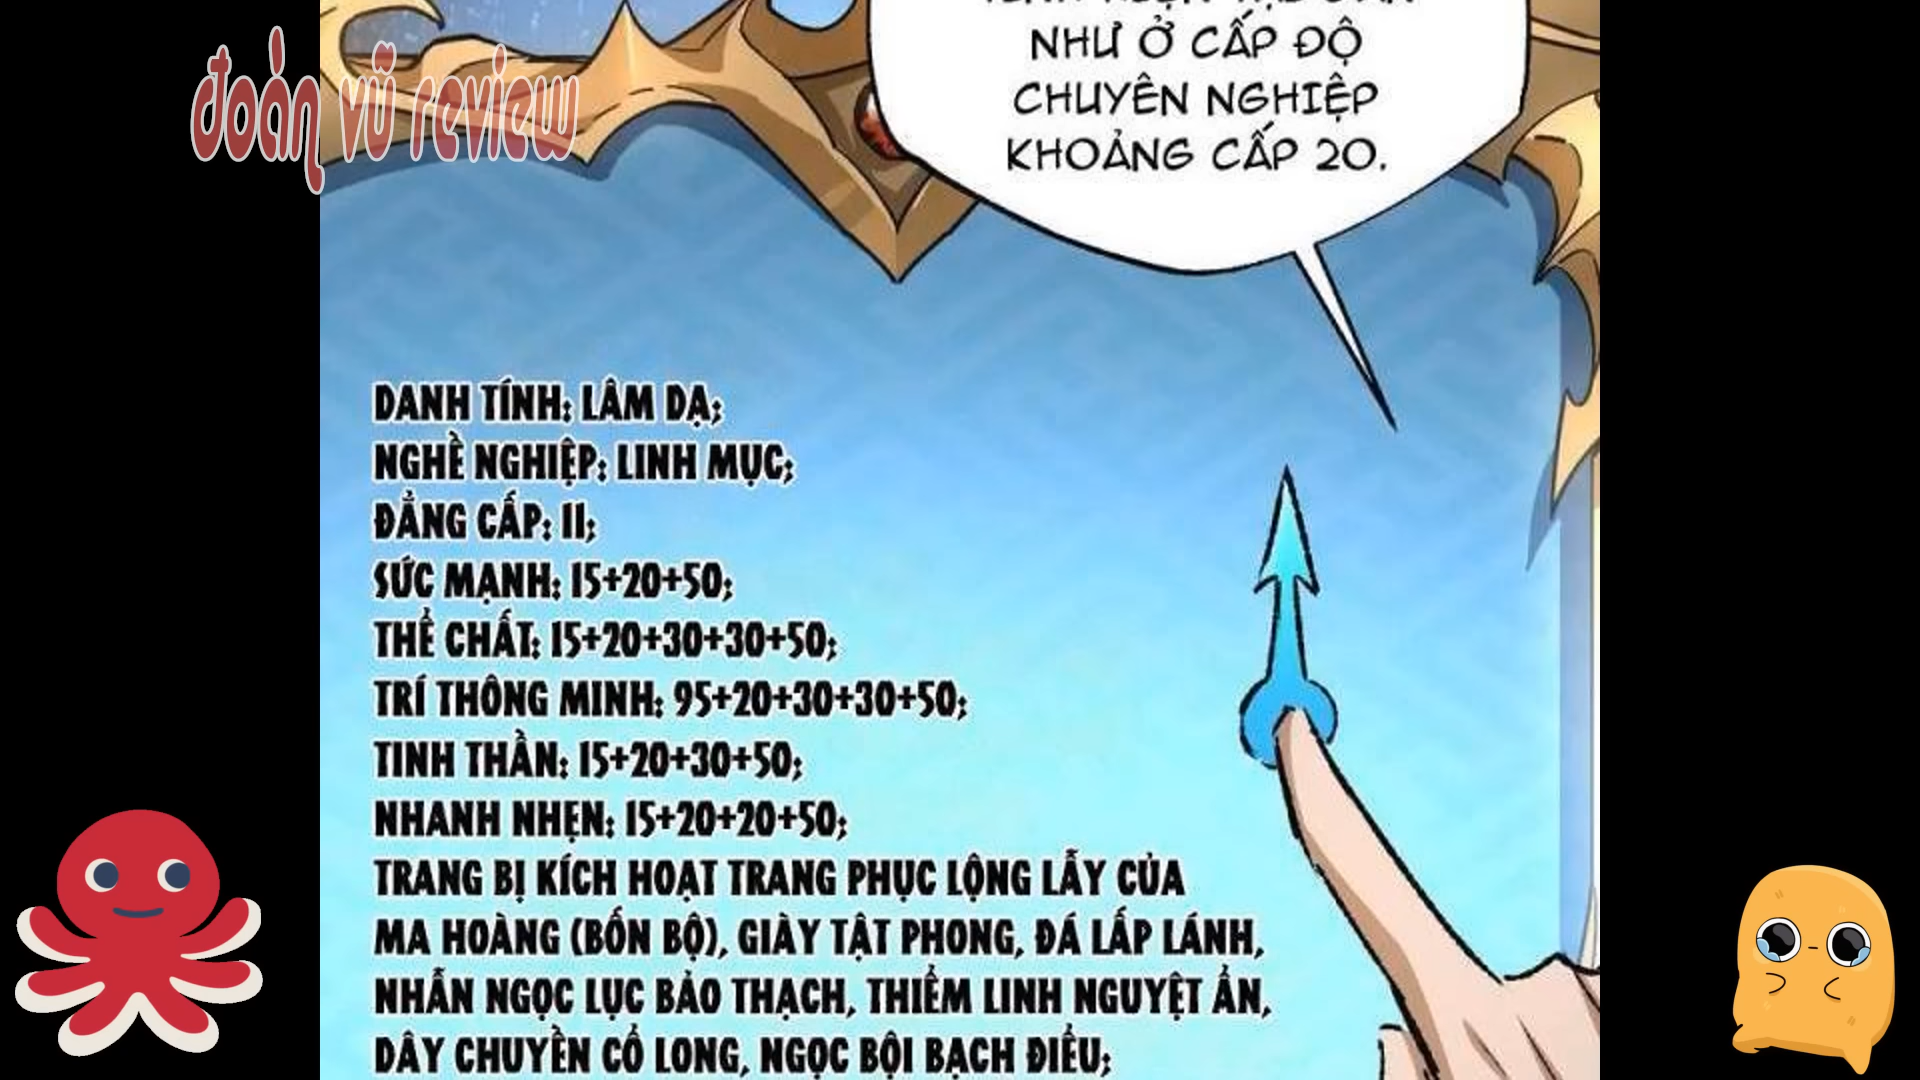 đoản vũ review
NHƯ Ở CẤP ĐỘ
CHUYÊN NGHIỆP
KHOẢNG CẤP 20.
DANH TÍNH: LÂM DẠ;
NGHỀ NGHIỆP: LINH MỤC;
ĐẲNG CẤP: 11;
SỨC MẠNH: 15+20+50;
THỂ CHẤT: 15+20+30+30+50;
TRÍ THÔNG MINH: 95+20+30+30+50;
TINH THẦN: 15+20+30+50;
NHANH NHẸN: 15+20+20+50;
TRANG BỊ KÍCH HOẠT TRANG PHỤC LỘNG LẪY CỦA
MA HOÀNG (BỐN BỘ), GIÀY TẬT PHONG, ĐÁ LẤP LÁNH,
NHẪN NGỌC LỤC BẢO THẠCH, THIỂM LINH NGUYỆT ẨN,
DÂY CHUYỀN CỔ LONG, NGỌC BỘI BẠCH ĐIỂU;